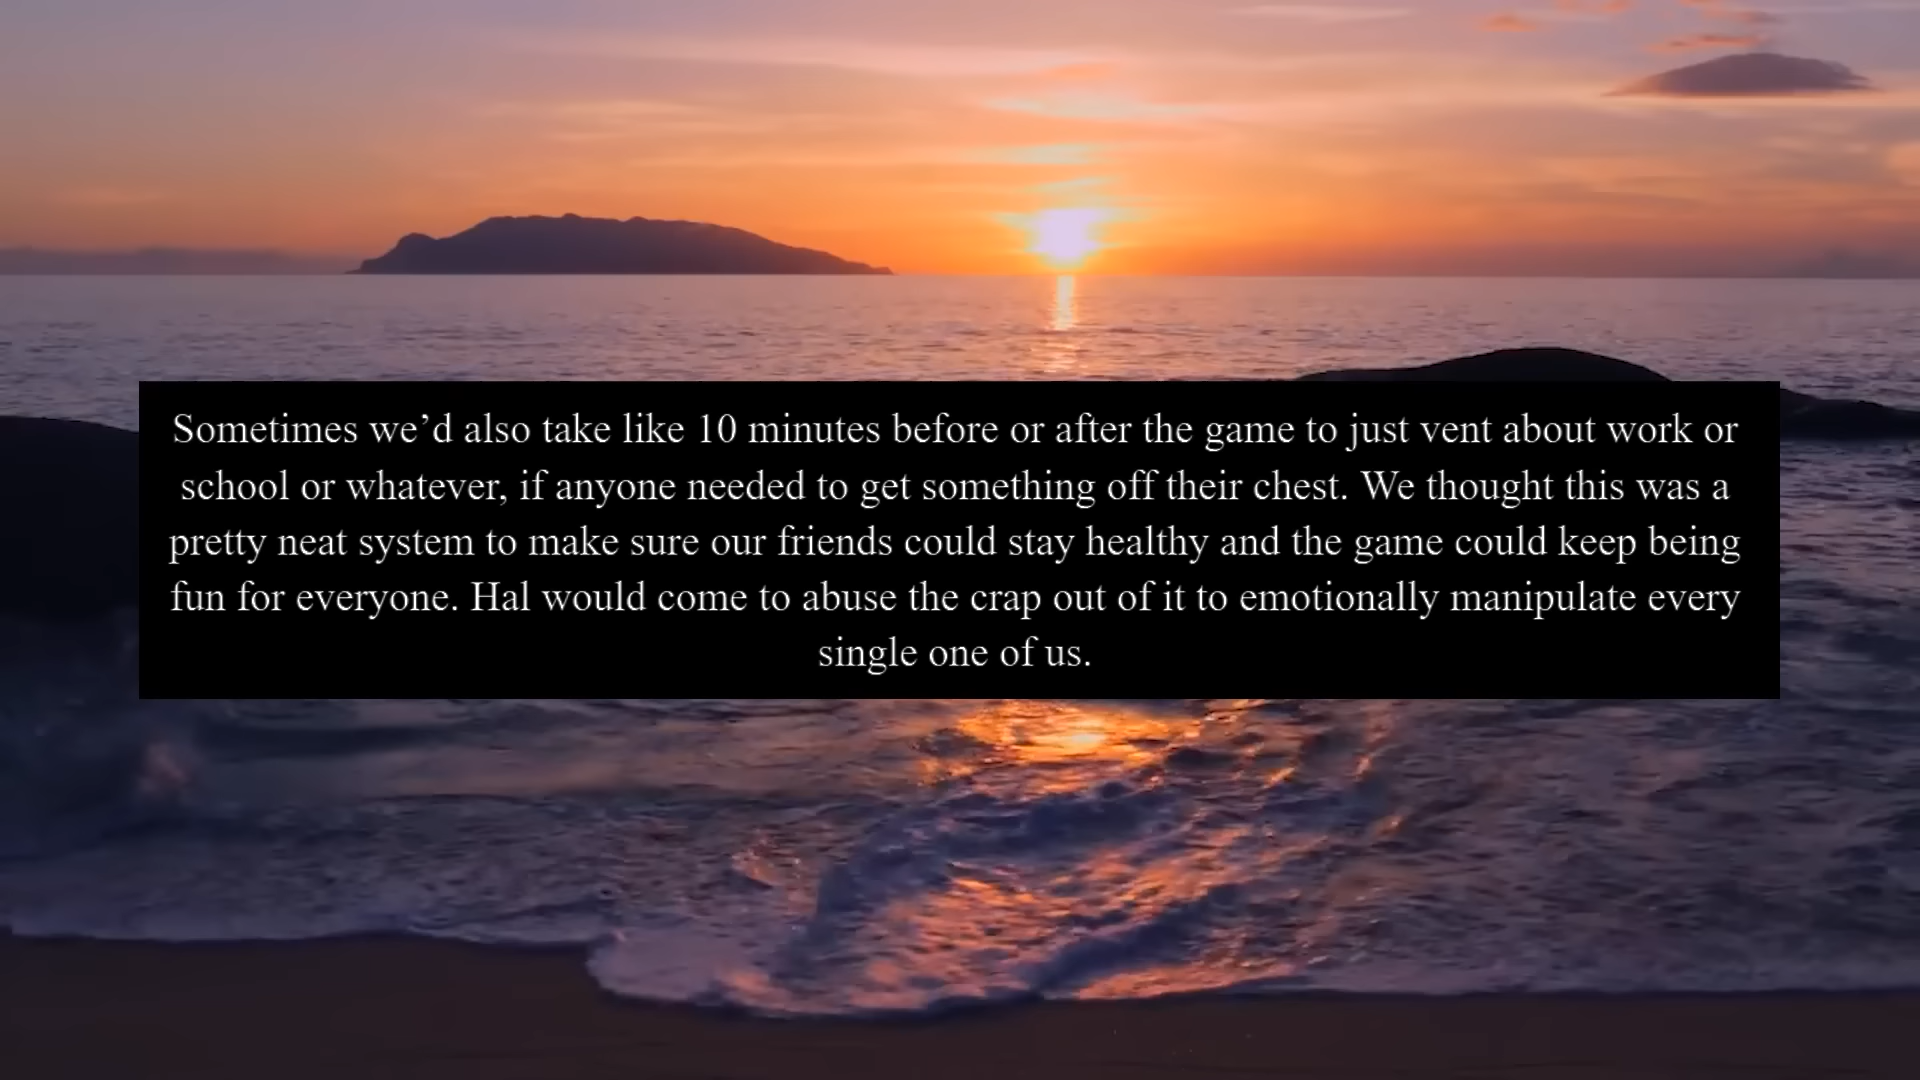 Sometimes we’d also take like 10 minutes before or after the game to just vent about work or
school or whatever, if anyone needed to get something off their chest. We thought this was a
pretty neat system to make sure our friends could stay healthy and the game could keep being
fun for everyone. Hal would come to abuse the crap out of it to emotionally manipulate every
single one of us.